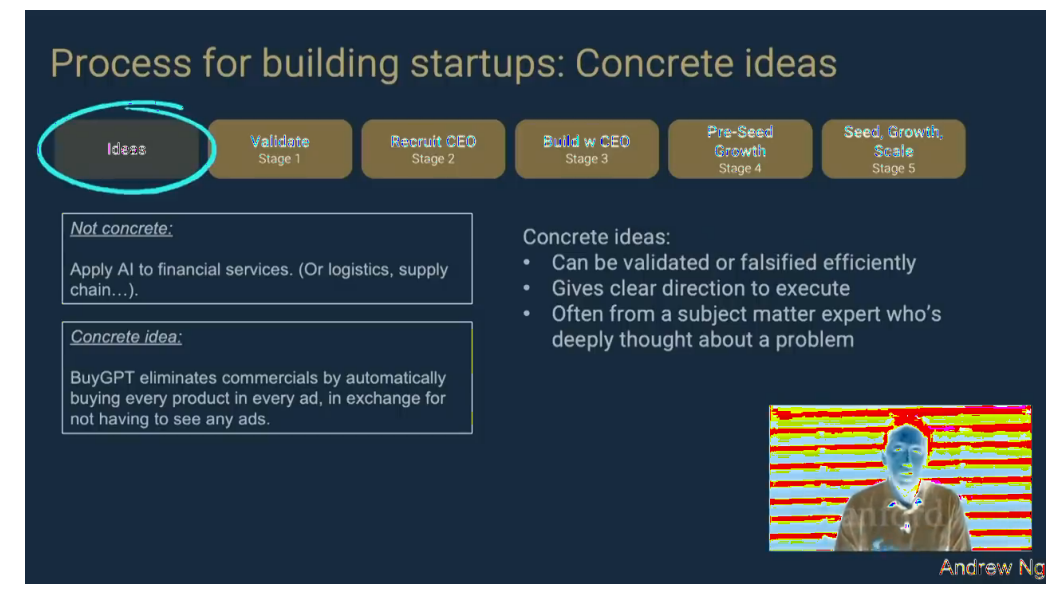 Process for building startups: Concrete ideas
Ideas
Validate
Stage 1
Recruit CEO
Stage 2
Build w CEO
Stage 3
Pre-Seed
Growth
Stage 4
Seed, Growth,
Scale
Stage 5
Not concrete:
Apply AI to financial services. (Or logistics, supply
chain…).
Concrete idea:
BuyGPT eliminates commercials by automatically
buying every product in every ad, in exchange for
not having to see any ads.
Concrete ideas:
• Can be validated or falsified efficiently
• Gives clear direction to execute
• Often from a subject matter expert who's
deeply thought about a problem
Andrew Ng